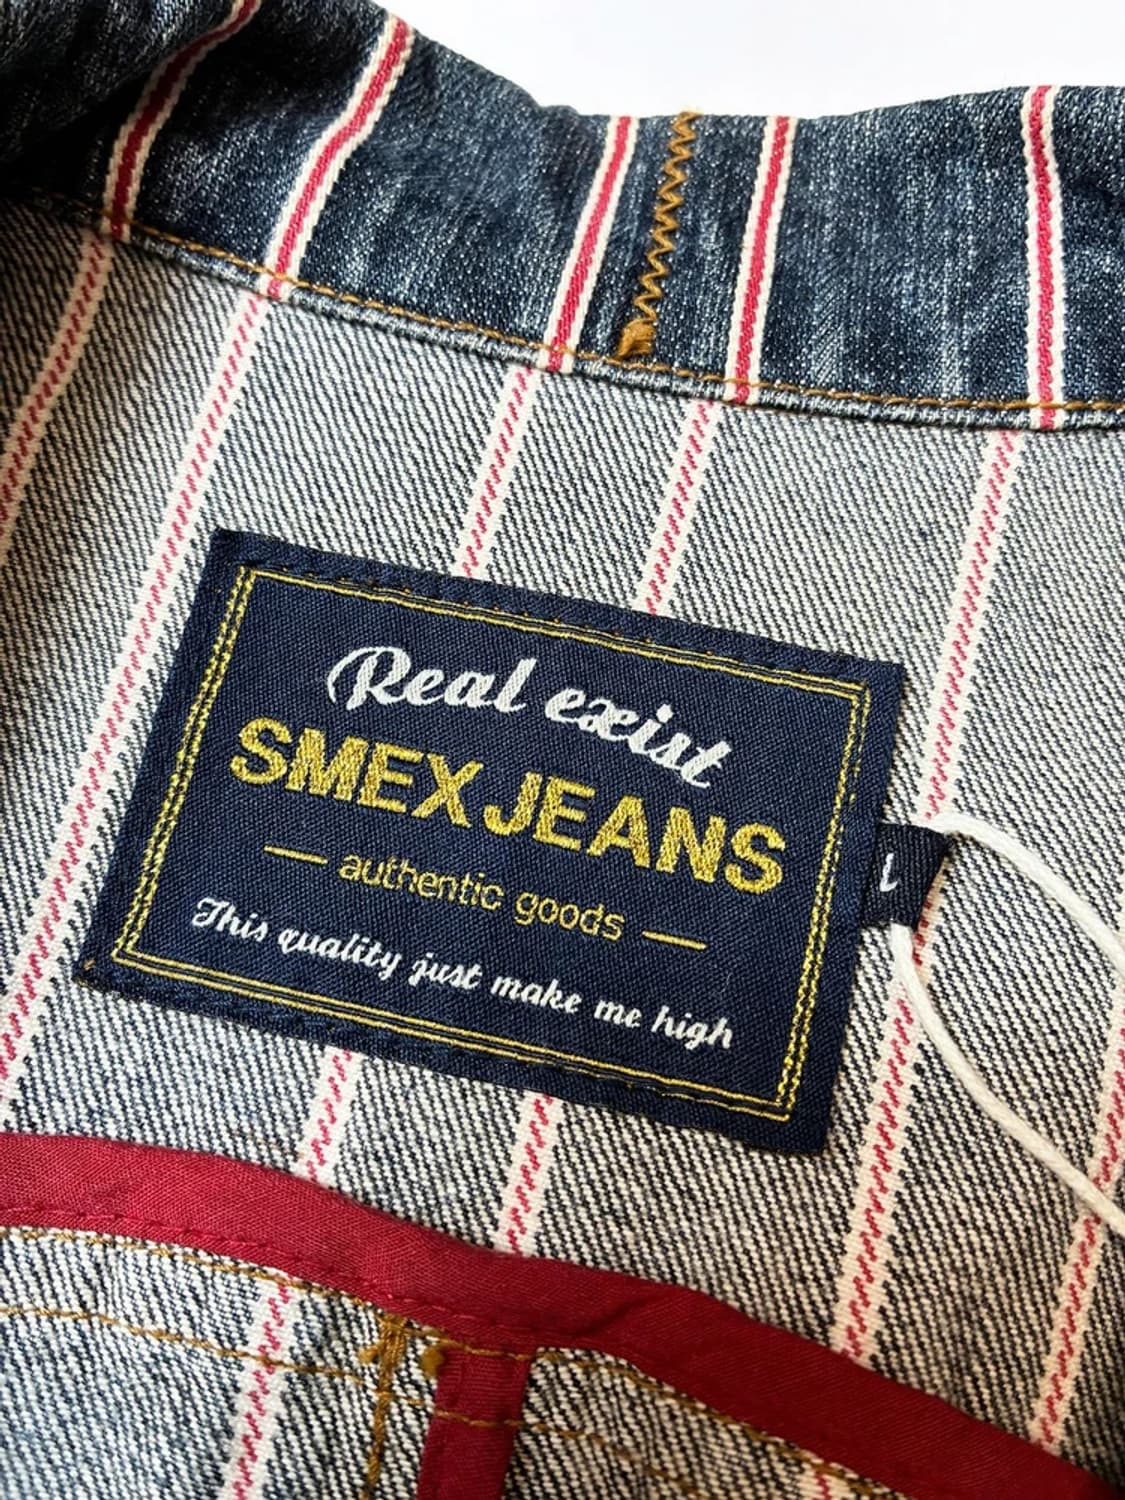 Real exist
SMEX JEANS
authentic goods
This quality just make me high
L